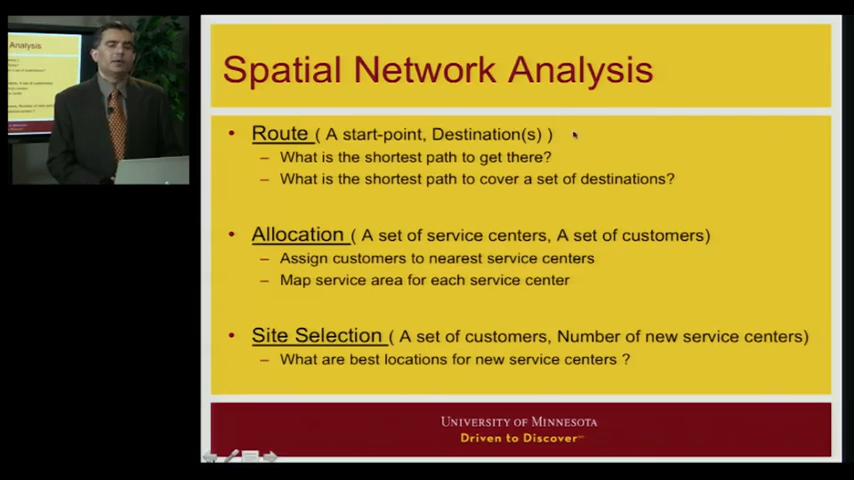 Analysis
Spatial Network Analysis
• Route ( A start-point, Destination(s) )
– What is the shortest path to get there?
– What is the shortest path to cover a set of destinations?
• Allocation ( A set of service centers, A set of customers)
– Assign customers to nearest service centers
– Map service area for each service center
• Site Selection ( A set of customers, Number of new service centers)
– What are best locations for new service centers ?
UNIVERSITY OF MINNESOTA
Driven to Discover